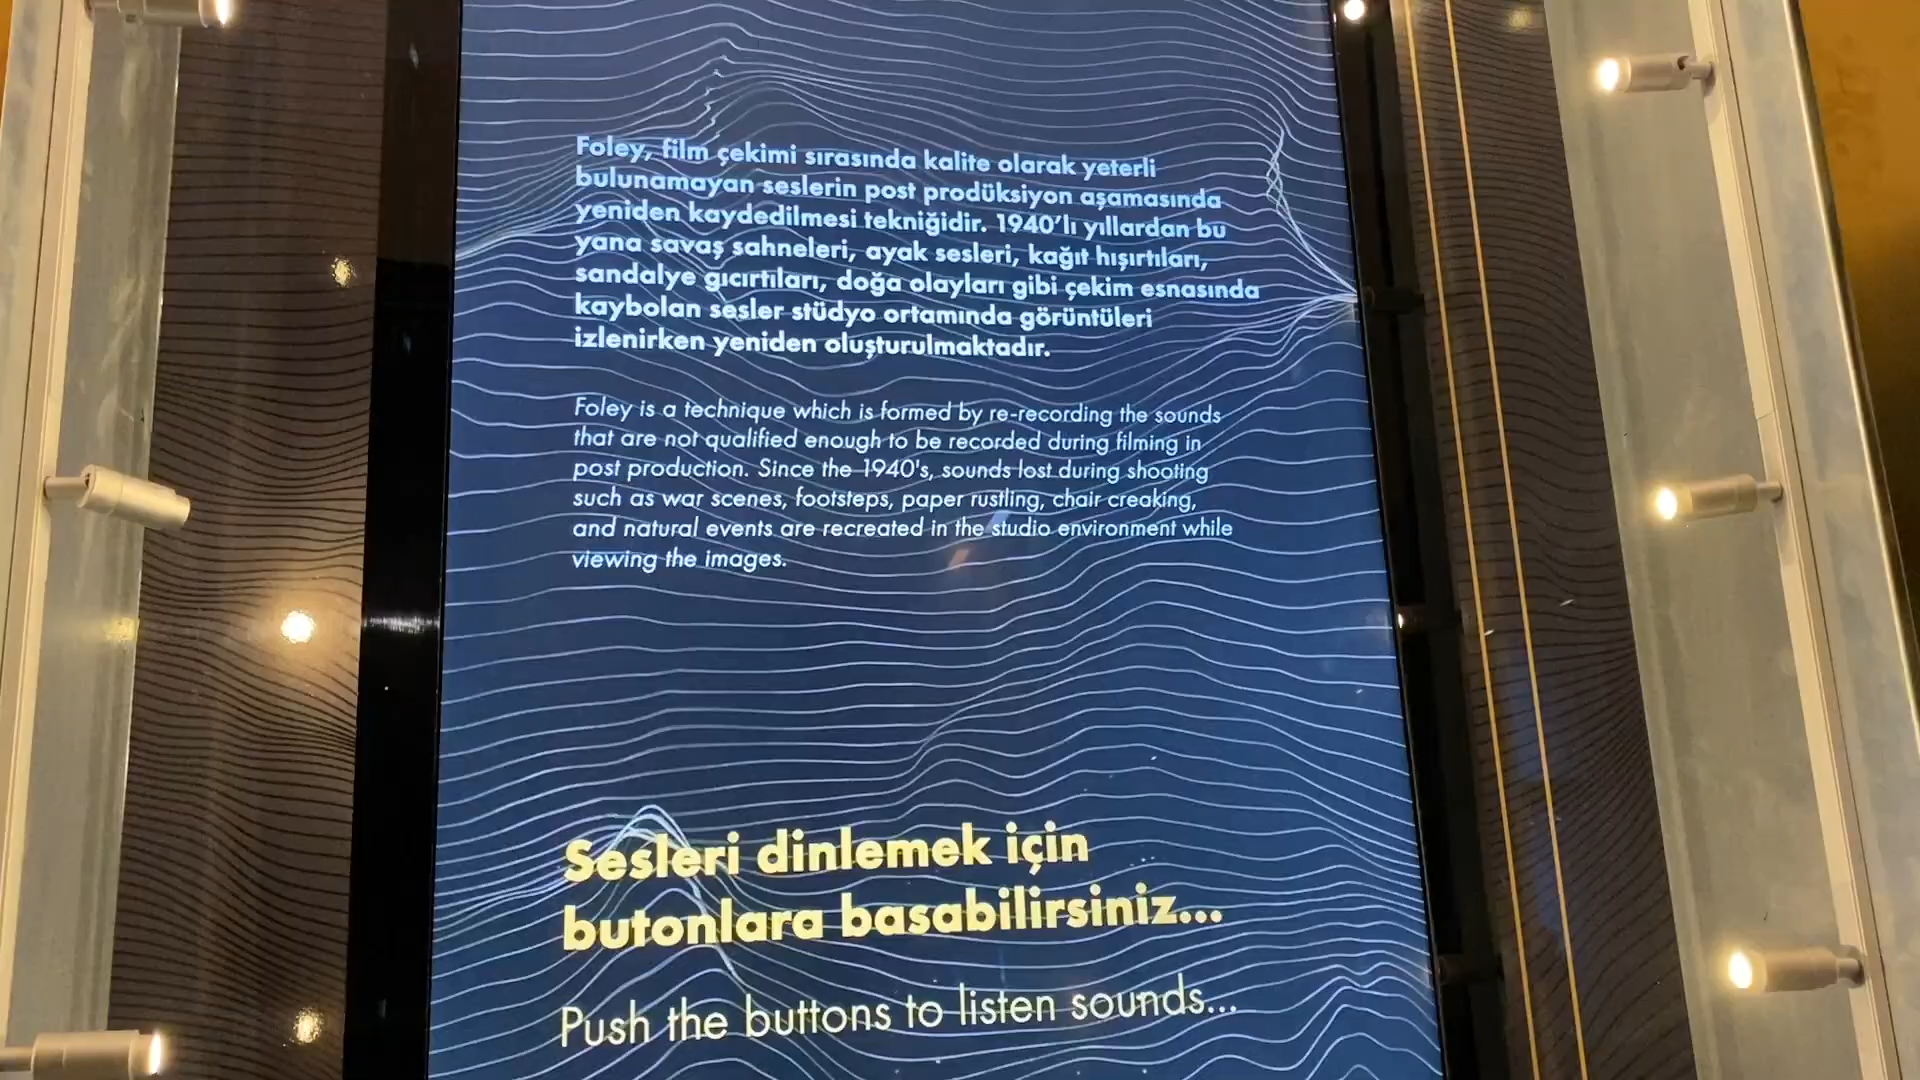 Foley, film çekimi sırasında kalite olarak yeterli
bulunamayan seslerin post prodüksiyon aşamasında
yeniden kaydedilmesi tekniğidir. 1940’lı yıllardan bu
yana savaş sahneleri, ayak sesleri, kağıt hışırtıları,
sandalye gıcırtıları, doğa olayları gibi çekim esnasında
kaybolan sesler stüdyo ortamında görüntüleri
izlenirken yeniden oluşturulmaktadır.
Foley is a technique which is formed by re-recording the sounds
that are not qualified enough to be recorded during filming in
post production. Since the 1940's, sounds lost during shooting
such as war scenes, footsteps, paper rustling, chair creaking,
and natural events are recreated in the studio environment while
viewing the images.
Sesleri dinlemek için
butonlara basabilirsiniz...
Push the buttons to listen sounds...